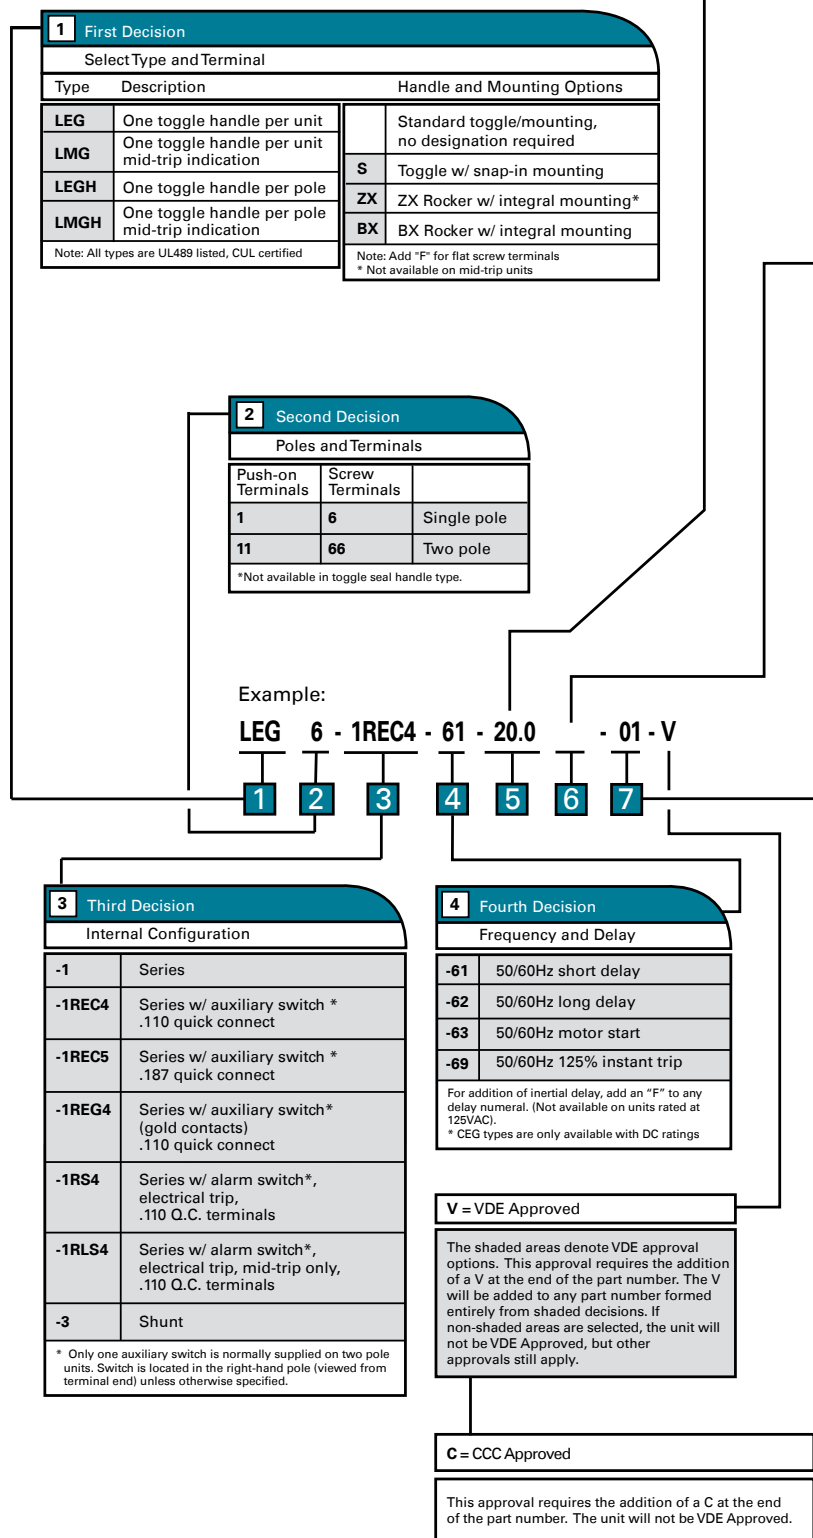 1 First Decision
Select Type and Terminal
Type Description Handle and Mounting Options
LEG One toggle handle per unit
LMG One toggle handle per unit
mid-trip indication
LEGH One toggle handle per pole
LMGH One toggle handle per pole
mid-trip indication
Note: All types are UL489 listed, CUL certified
Standard toggle/mounting,
no designation required
S Toggle w/ snap-in mounting
ZX ZX Rocker w/ integral mounting*
BX BX Rocker w/ integral mounting
Note: Add "F" for flat screw terminals
* Not available on mid-trip units
2 Second Decision
Poles and Terminals
Push-on Screw
Terminals Terminals
1 6 Single pole
11 66 Two pole
*Not available in toggle seal handle type.
Example:
LEG 6 - 1REC4 - 61 - 20.0 - 01 - V
1 2 3 4 5 6 7
3 Third Decision
Internal Configuration
-1 Series
-1REC4 Series w/ auxiliary switch *
.110 quick connect
-1REC5 Series w/ auxiliary switch *
.187 quick connect
-1REG4 Series w/ auxiliary switch*
(gold contacts)
.110 quick connect
-1RS4 Series w/ alarm switch*,
electrical trip,
.110 Q.C. terminals
-1RLS4 Series w/ alarm switch*,
electrical trip, mid-trip only,
.110 Q.C. terminals
-3 Shunt
* Only one auxiliary switch is normally supplied on two pole
units. Switch is located in the right-hand pole (viewed from
terminal end) unless otherwise specified.
4 Fourth Decision
Frequency and Delay
-61 50/60Hz short delay
-62 50/60Hz long delay
-63 50/60Hz motor start
-69 50/60Hz 125% instant trip
For addition of inertial delay, add an “F” to any
delay numeral. (Not available on units rated at
125VAC).
* CEG types are only available with DC ratings
V = VDE Approved
The shaded areas denote VDE approval
options. This approval requires the addition
of a V at the end of the part number. The V
will be added to any part number formed
entirely from shaded decisions. If
non-shaded areas are selected, the unit will
not be VDE Approved, but other
approvals still apply.
C = CCC Approved
This approval requires the addition of a C at the end
of the part number. The unit will not be VDE Approved.